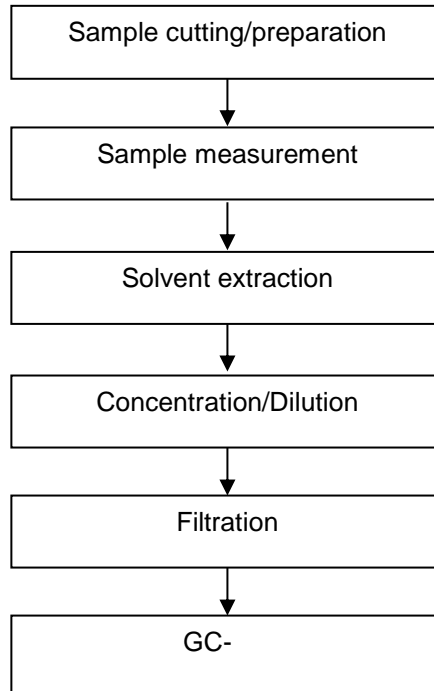 Sample cutting/preparation
Sample measurement
Solvent extraction
Concentration/Dilution
Filtration
GC-